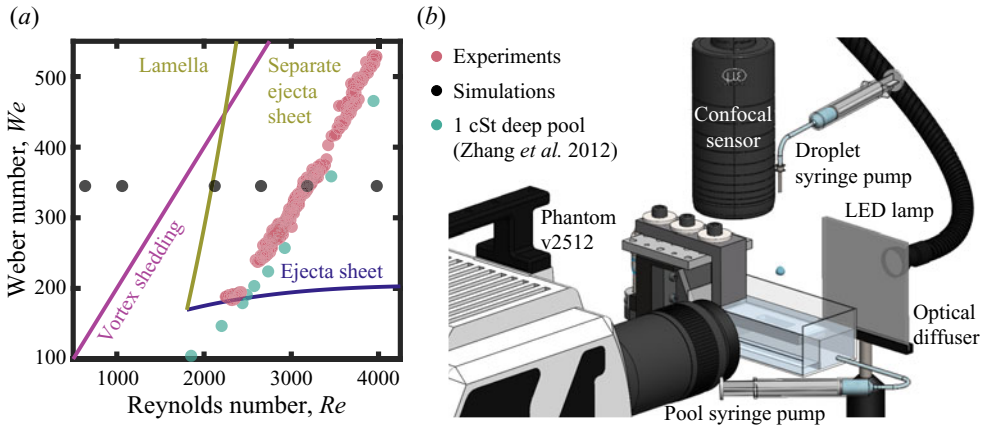 (a)
Weber number, We
500
400
300
200
100
1000
2000
3000
4000
Reynolds number, Re
Lamella
Separate
ejecta
sheet
Vortex shedding
Ejecta sheet
Experiments
Simulations
1 cSt deep pool
(Zhang et al. 2012)
(b)
Confocal
sensor
Droplet
syringe pump
LED lamp
Phantom
v2512
Optical
diffuser
Pool syringe pump